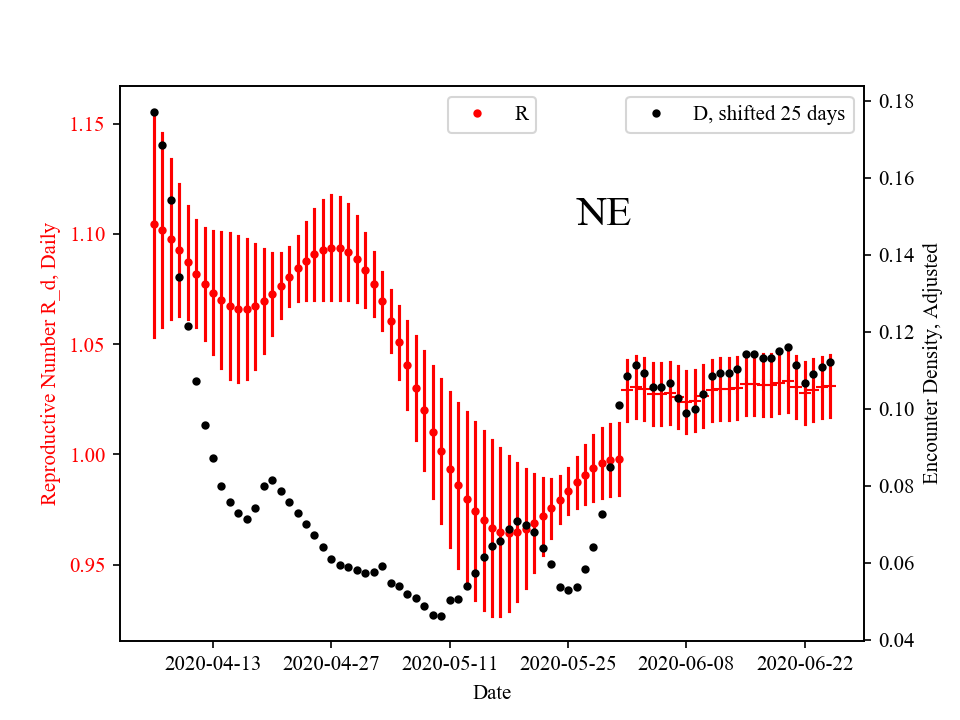 R
D, shifted 25 days
NE
Reproductive Number R_d, Daily
1.15
1.10
1.05
1.00
0.95
Encounter Density, Adjusted
0.18
0.16
0.14
0.12
0.10
0.08
0.06
0.04
2020-04-13 2020-04-27 2020-05-11 2020-05-25 2020-06-08 2020-06-22
Date